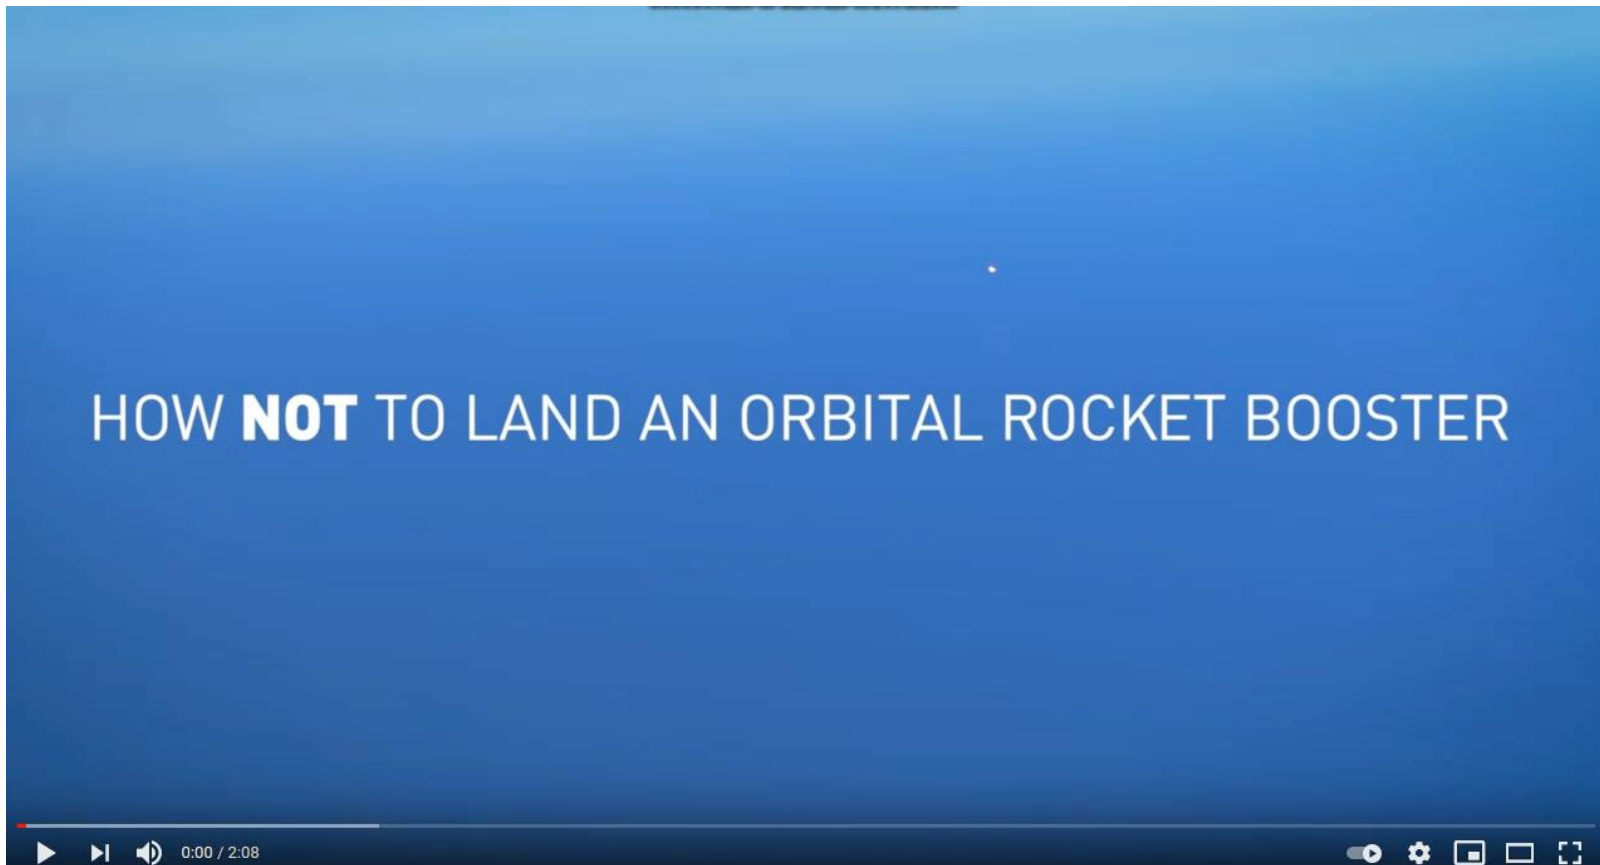 HOW NOT TO LAND AN ORBITAL ROCKET BOOSTER
0:00 / 2:08